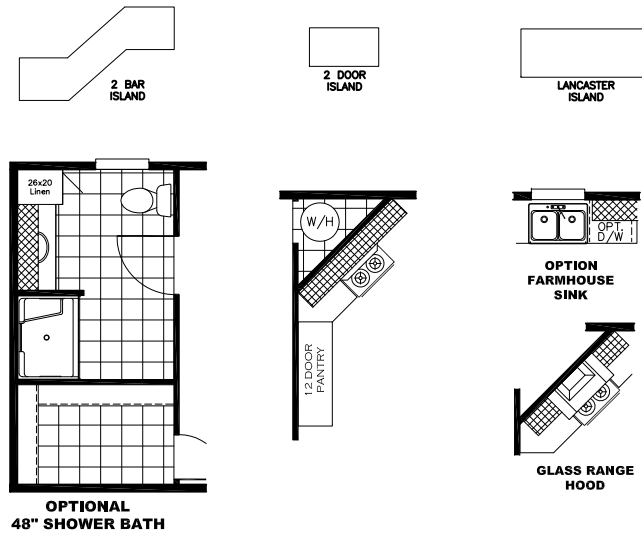 2 BAR
ISLAND
2 DOOR
ISLAND
LANCASTER
ISLAND
26x20
Linen
W/H
12 DOOR
PANTRY
OPT.
D/W
OPTION
FARMHOUSE
SINK
GLASS RANGE
HOOD
OPTIONAL
48" SHOWER BATH